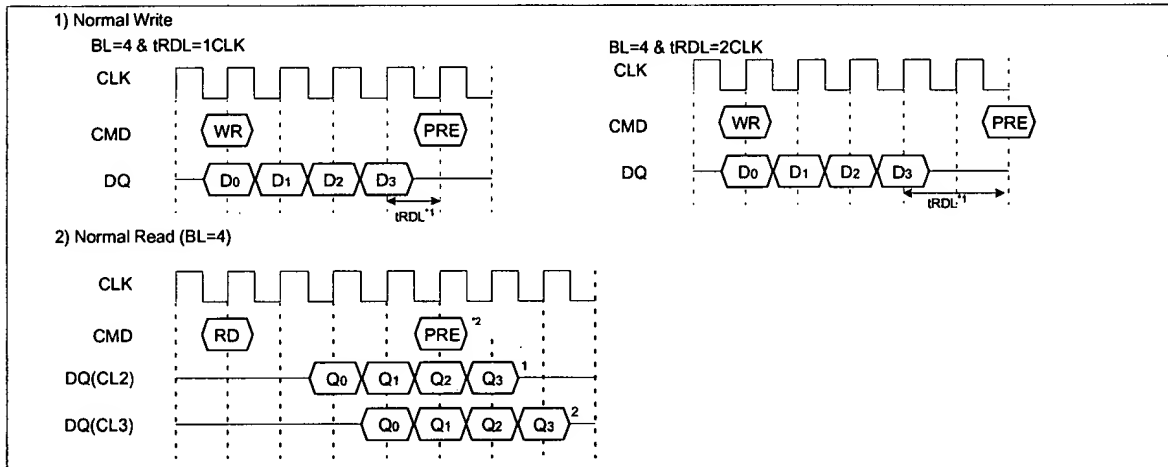 1) Normal Write
BL=4 & tRDL=1CLK
CLK
CMD
WR
PRE
DQ
D0
D1
D2
D3
tRDL*1
BL=4 & tRDL=2CLK
CLK
CMD
WR
PRE
DQ
D0
D1
D2
D3
tRDL*1
2) Normal Read (BL=4)
CLK
CMD
RD
PRE
*2
DQ(CL2)
Q0
Q1
Q2
Q3
1
DQ(CL3)
Q0
Q1
Q2
Q3
2